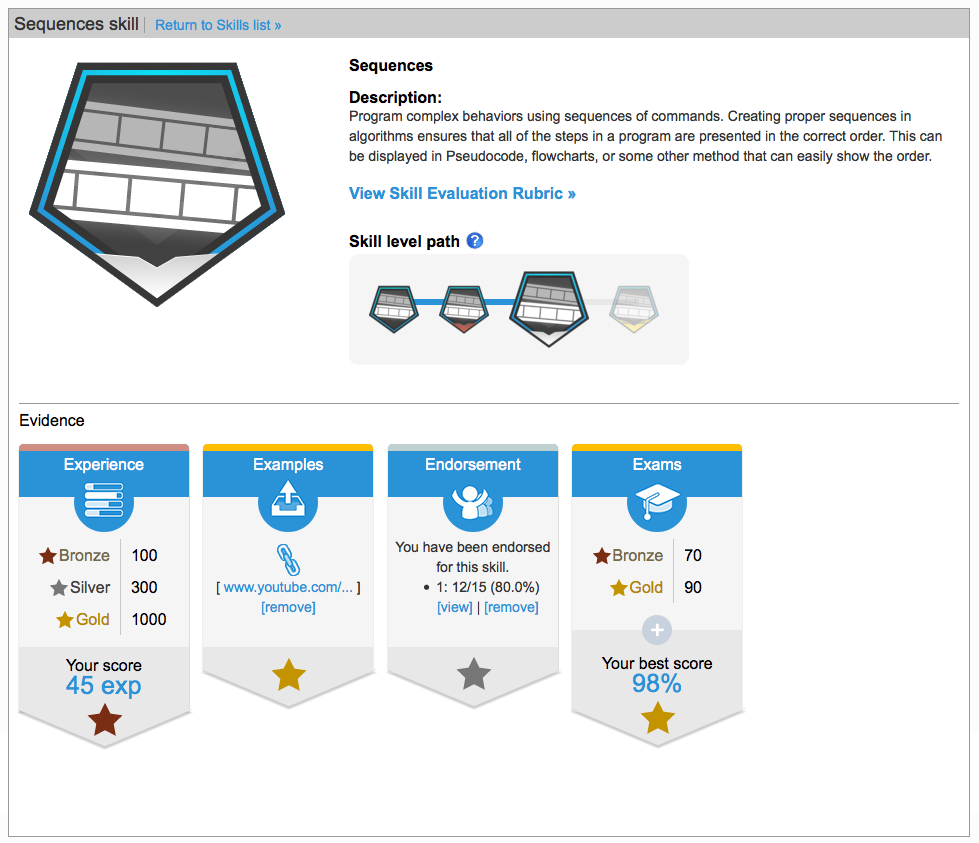 Sequences skill
Return to Skills list »
Sequences
Description:
Program complex behaviors using sequences of commands. Creating proper sequences in
algorithms ensures that all of the steps in a program are presented in the correct order. This can
be displayed in Pseudocode, flowcharts, or some other method that can easily show the order.
View Skill Evaluation Rubric »
Skill level path ?
Evidence
Experience
Bronze 100
Silver 300
Gold 1000
Your score
45 exp
Examples
[ www.youtube.com/... ]
[remove]
Endorsement
You have been endorsed
for this skill.
• 1: 12/15 (80.0%)
[view] | [remove]
Exams
Bronze 70
Gold 90
+
Your best score
98%